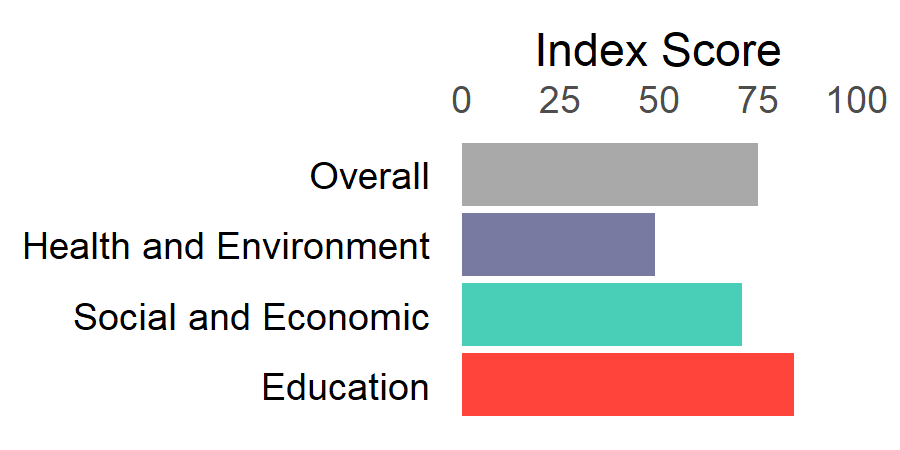 Index Score
0 25 50 75 100
Overall
Health and Environment
Social and Economic
Education